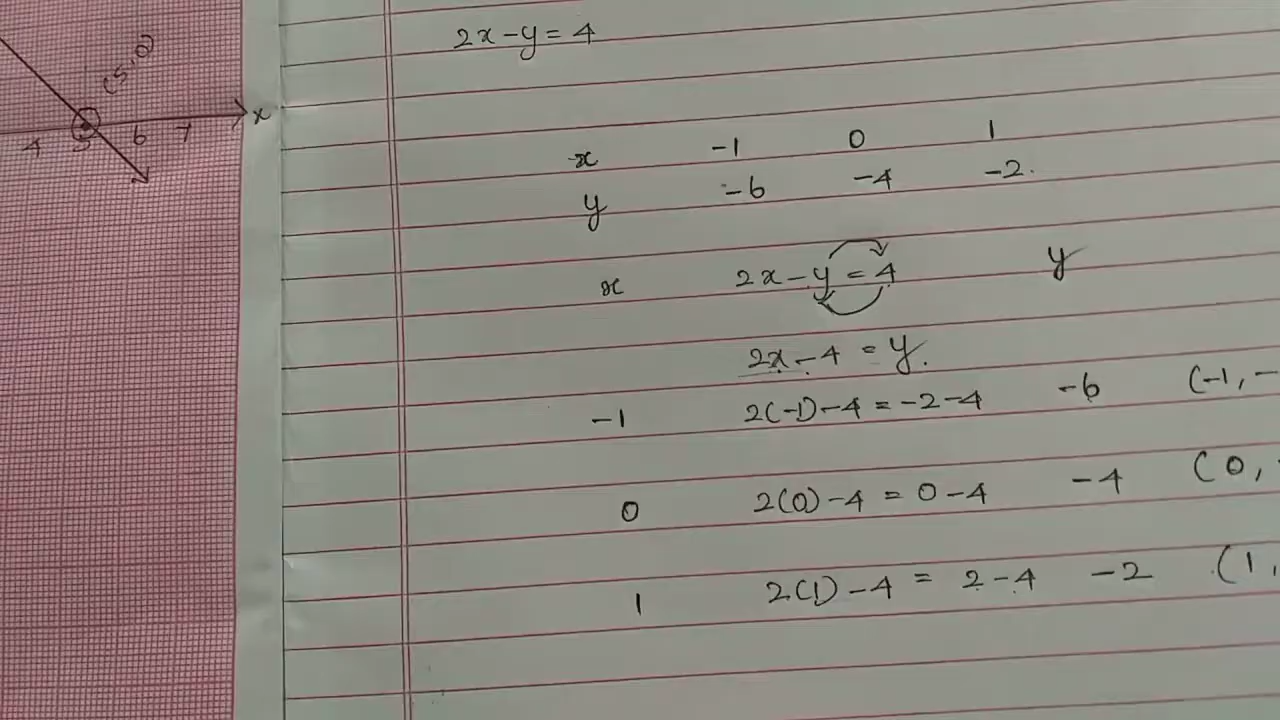 (5,0)
x
4 5 6 7
2x-y=4
x -1 0 1
y -6 -4 -2.
x 2x-y=4 y
2x-4=y.
-1 2(-1)-4=-2-4 -6 (-1,-
0 2(0)-4=0-4 -4 (0,
1 2(1)-4=2-4 -2 (1,